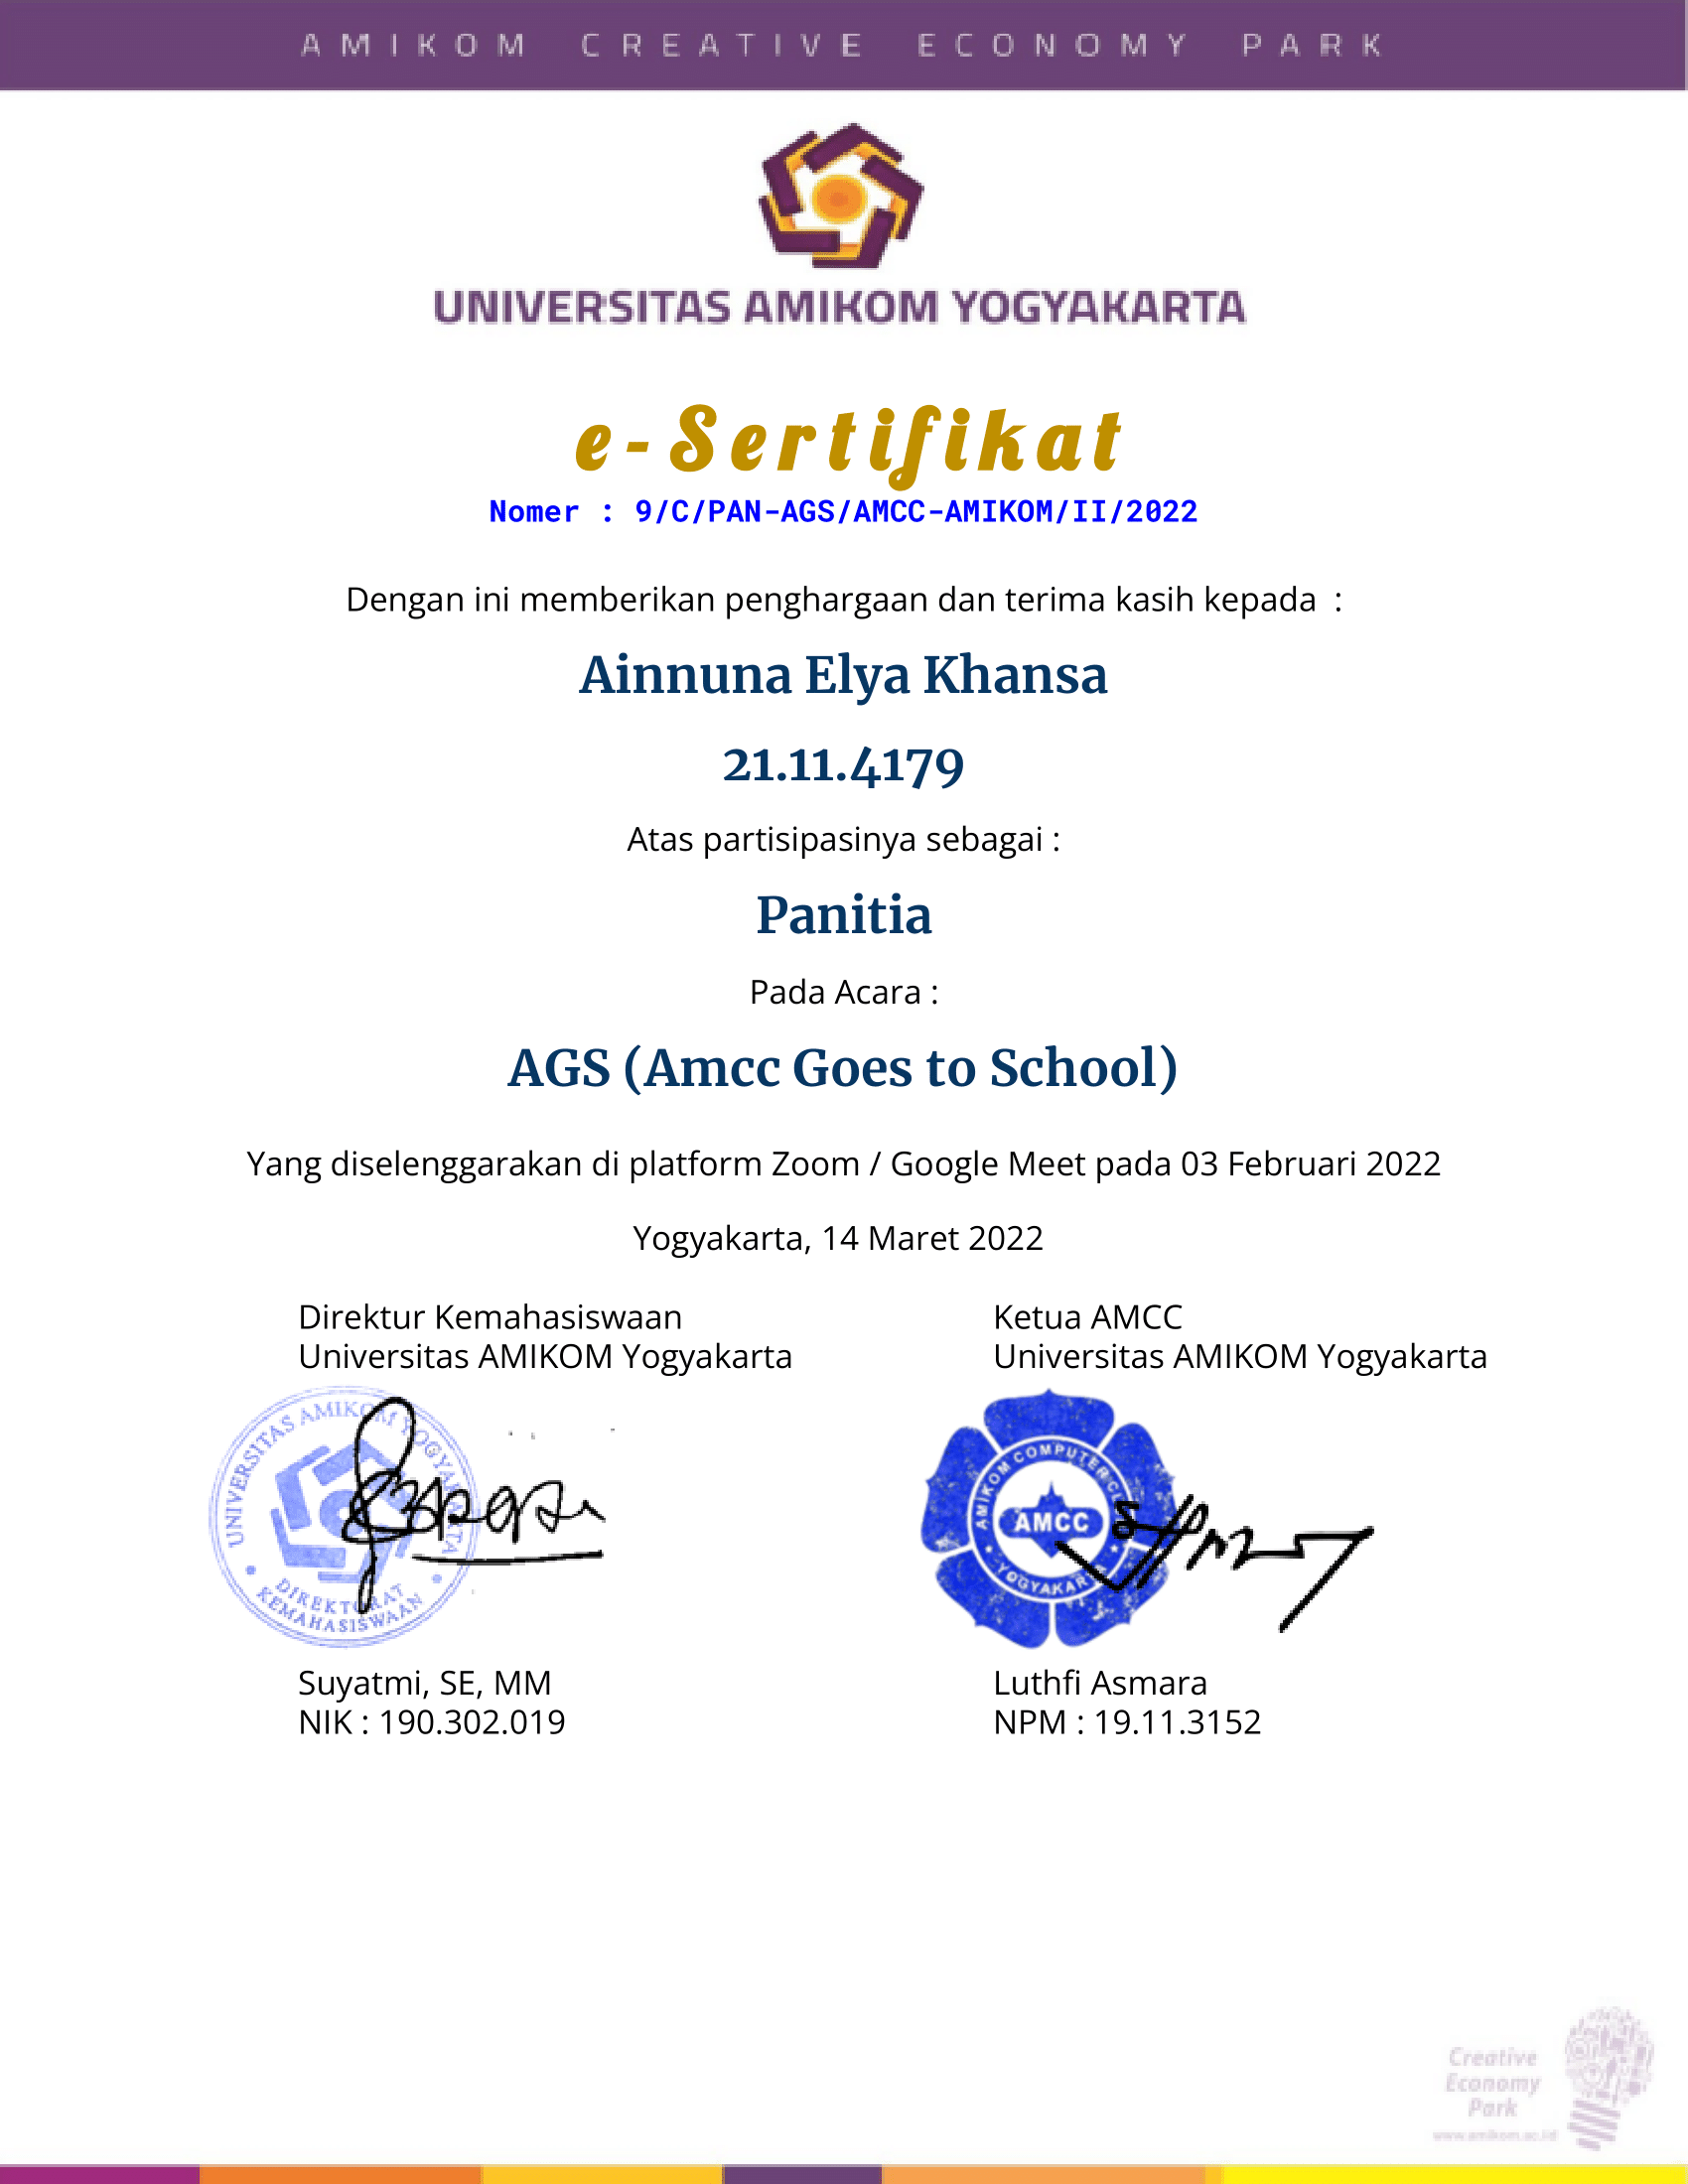 AMIKOM CREATIVE ECONOMY PARK
UNIVERSITAS AMIKOM YOGYAKARTA
e-Sertifikat
Nomer : 9/C/PAN-AGS/AMCC-AMIKOM/II/2022
Dengan ini memberikan penghargaan dan terima kasih kepada :
Ainnuna Elya Khansa
21.11.4179
Atas partisipasinya sebagai :
Panitia
Pada Acara :
AGS (Amcc Goes to School)
Yang diselenggarakan di platform Zoom / Google Meet pada 03 Februari 2022
Yogyakarta, 14 Maret 2022
Direktur Kemahasiswaan
Universitas AMIKOM Yogyakarta
Ketua AMCC
Universitas AMIKOM Yogyakarta
UNIVERSITAS AMIKOM YOGYAKARTA
DIREKTORAT
KEMAHASISWAAN
AMIKOM COMPUTER
AMCC
YOGYAKARTA
Suyatmi, SE, MM
NIK : 190.302.019
Luthfi Asmara
NPM : 19.11.3152
Creative
Economy
Park
www.amikom.ac.id